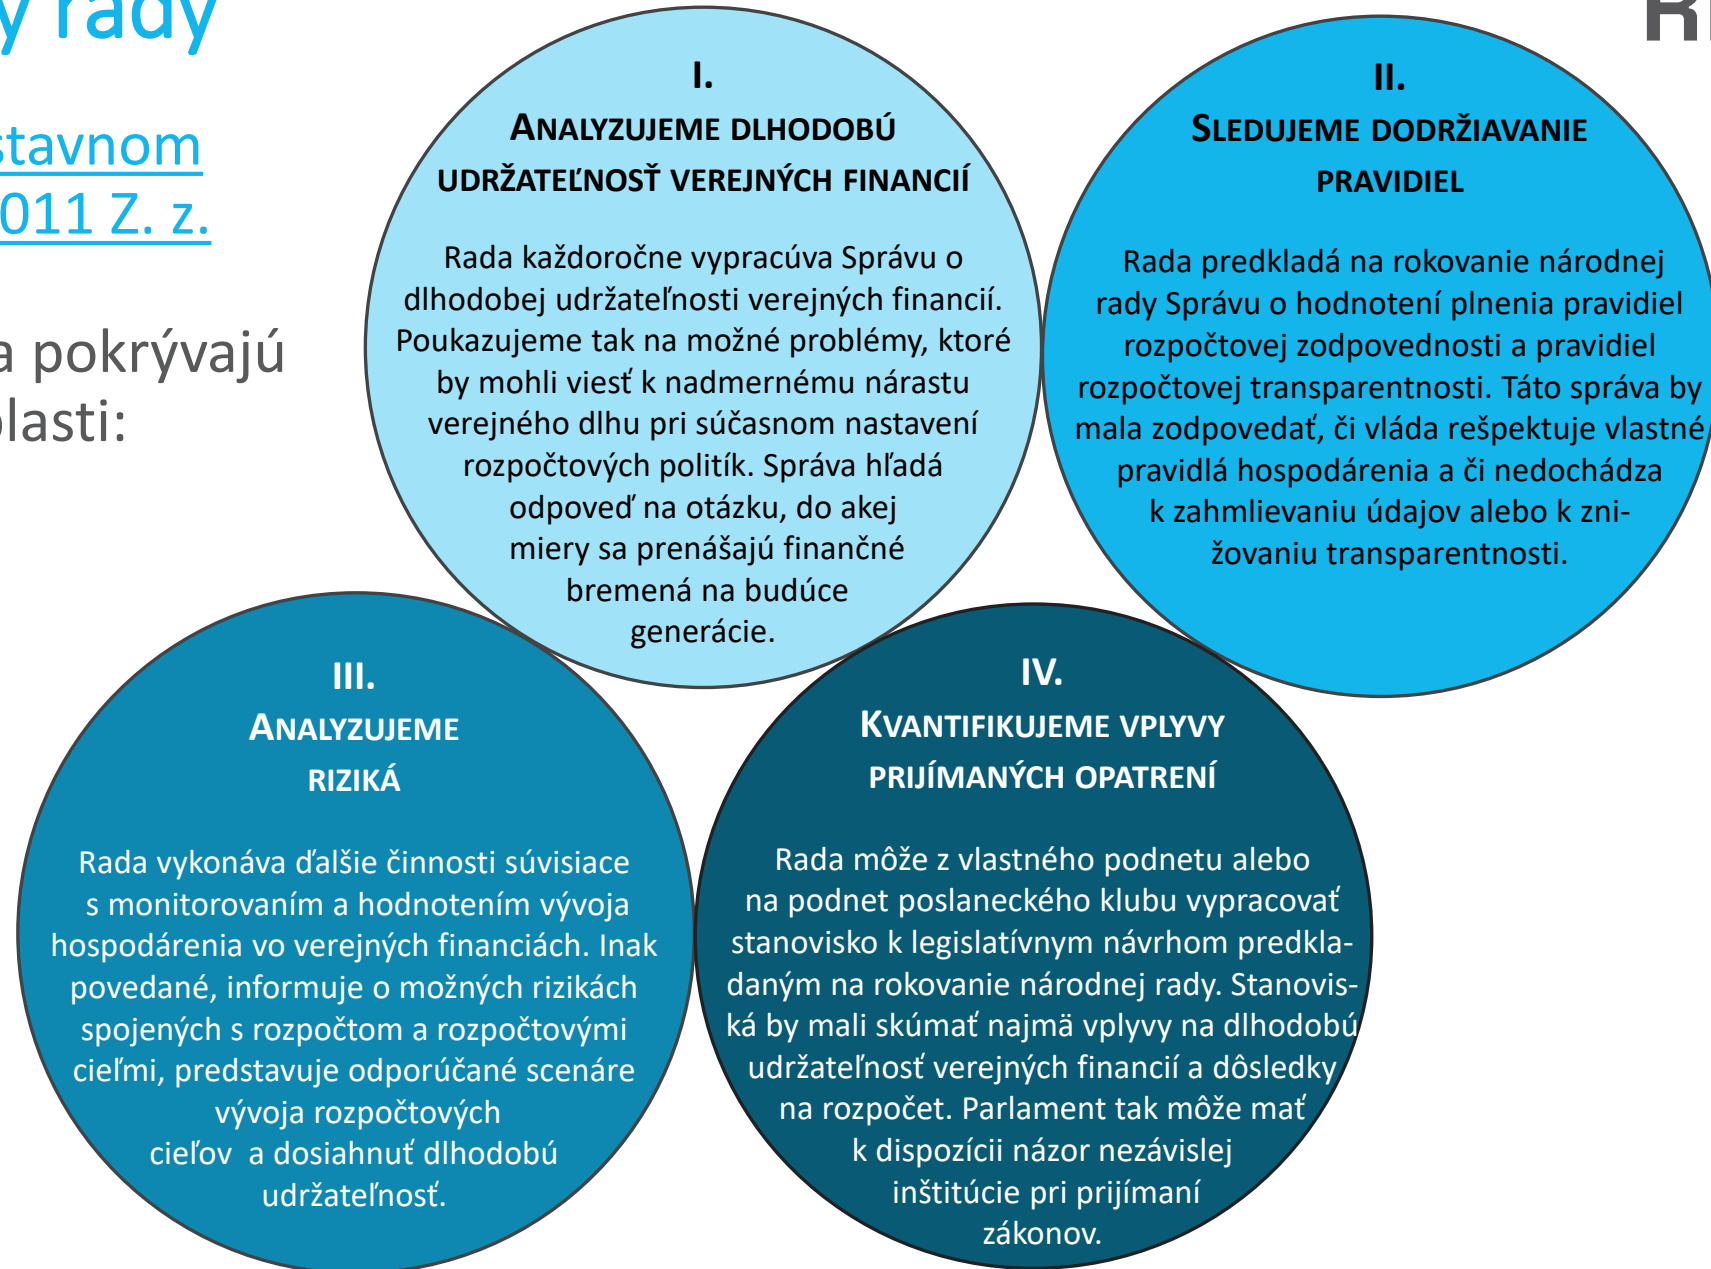 y rady
stavnom
011 Z. z.
a pokrývajú
lasti:
I.
ANALYZUJEME DLHODOBÚ
UDRŽATEĽNOSŤ VEREJNÝCH FINANCIÍ
Rada každoročne vypracúva Správu o
dlhodobej udržateľnosti verejných financií.
Poukazujeme tak na možné problémy, ktoré
by mohli viesť k nadmernému nárastu
verejného dlhu pri súčasnom nastavení
rozpočtových politík. Správa hľadá
odpoveď na otázku, do akej
miery sa prenášajú finančné
bremená na budúce
generácie.
II.
SLEDUJEME DODRŽIAVANIE
PRAVIDIEL
Rada predkladá na rokovanie národnej
rady Správu o hodnotení plnenia pravidiel
rozpočtovej zodpovednosti a pravidiel
rozpočtovej transparentnosti. Táto správa by
mala zodpovedať, či vláda rešpektuje vlastné
pravidlá hospodárenia a či nedochádza
k zahmlievaniu údajov alebo k zni-
žovaniu transparentnosti.
III.
ANALYZUJEME
RIZIKÁ
Rada vykonáva ďalšie činnosti súvisiace
s monitorovaním a hodnotením vývoja
hospodárenia vo verejných financiách. Inak
povedané, informuje o možných rizikách
spojených s rozpočtom a rozpočtovými
cieľmi, predstavuje odporúčané scenáre
vývoja rozpočtových
cieľov a dosiahnuť dlhodobú
udržateľnosť.
IV.
KVANTIFIKUJEME VPLYVY
PRIJÍMANÝCH OPATRENÍ
Rada môže z vlastného podnetu alebo
na podnet poslaneckého klubu vypracovať
stanovisko k legislatívnym návrhom predkla-
daným na rokovanie národnej rady. Stanovis-
ká by mali skúmať najmä vplyvy na dlhodobú
udržateľnosť verejných financií a dôsledky
na rozpočet. Parlament tak môže mať
k dispozícii názor nezávislej
inštitúcie pri prijímaní
zákonov.